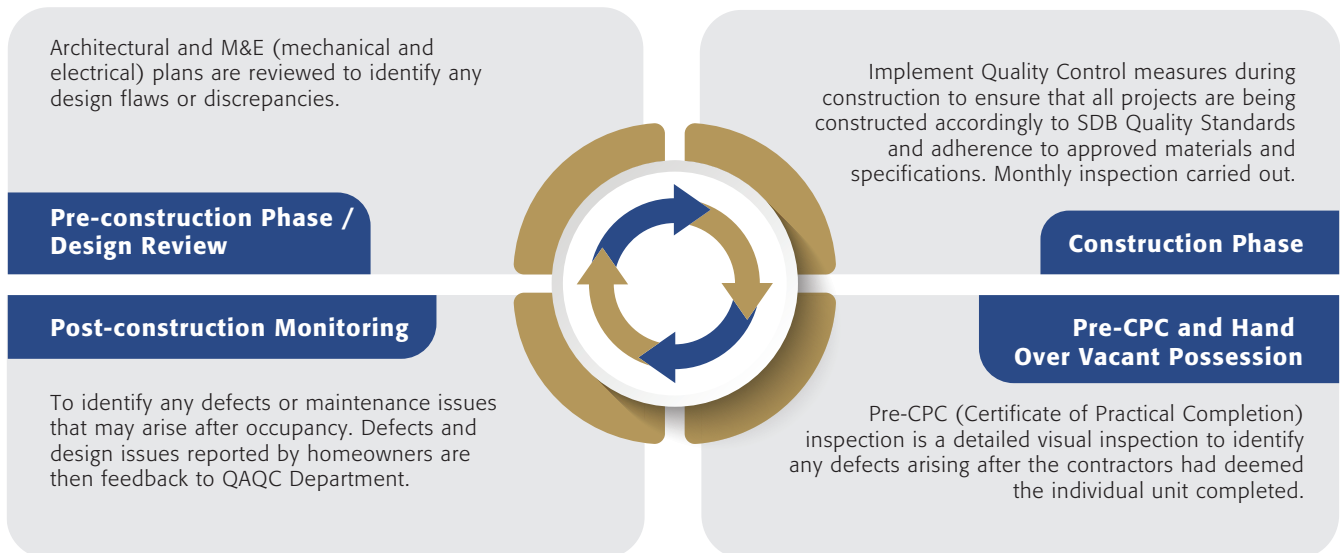 Architectural and M&E (mechanical and
electrical) plans are reviewed to identify any
design flaws or discrepancies.
Pre-construction Phase /
Design Review
Implement Quality Control measures during
construction to ensure that all projects are being
constructed accordingly to SDB Quality Standards
and adherence to approved materials and
specifications. Monthly inspection carried out.
Construction Phase
Post-construction Monitoring
To identify any defects or maintenance issues
that may arise after occupancy. Defects and
design issues reported by homeowners are
then feedback to QAQC Department.
Pre-CPC and Hand
Over Vacant Possession
Pre-CPC (Certificate of Practical Completion)
inspection is a detailed visual inspection to identify
any defects arising after the contractors had deemed
the individual unit completed.